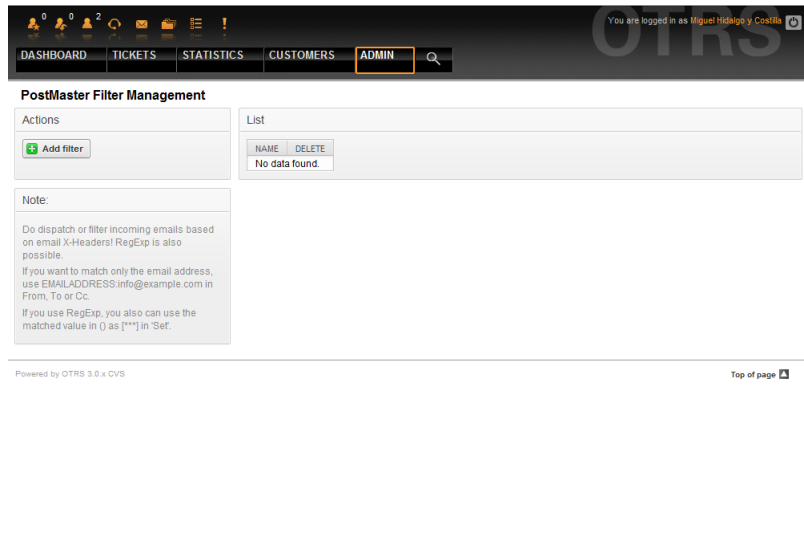 0 0 2
You are logged in as Miguel Hidalgo y Costilla
OTRS
DASHBOARD TICKETS STATISTICS CUSTOMERS ADMIN
PostMaster Filter Management
Actions
Add filter
List
NAME DELETE
No data found.
Note:
Do dispatch or filter incoming emails based
on email X-Headers! RegExp is also
possible.
If you want to match only the email address,
use EMAILADDRESS:info@example.com in
From, To or Cc.
If you use RegExp, you also can use the
matched value in () as [***] in 'Set'.
Powered by OTRS 3.0.x CVS
Top of page